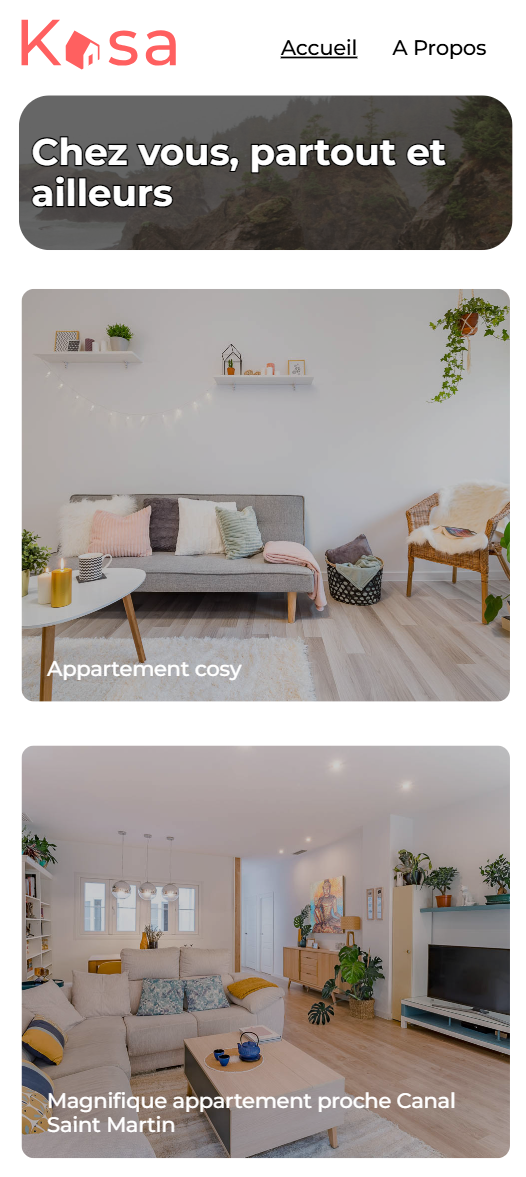 Kasa
Accueil
A Propos
Chez vous, partout et
ailleurs
Appartement cosy
Magnifique appartement proche Canal
Saint Martin